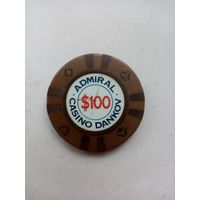 ADMIRAL
$100
CASINO DANKOV